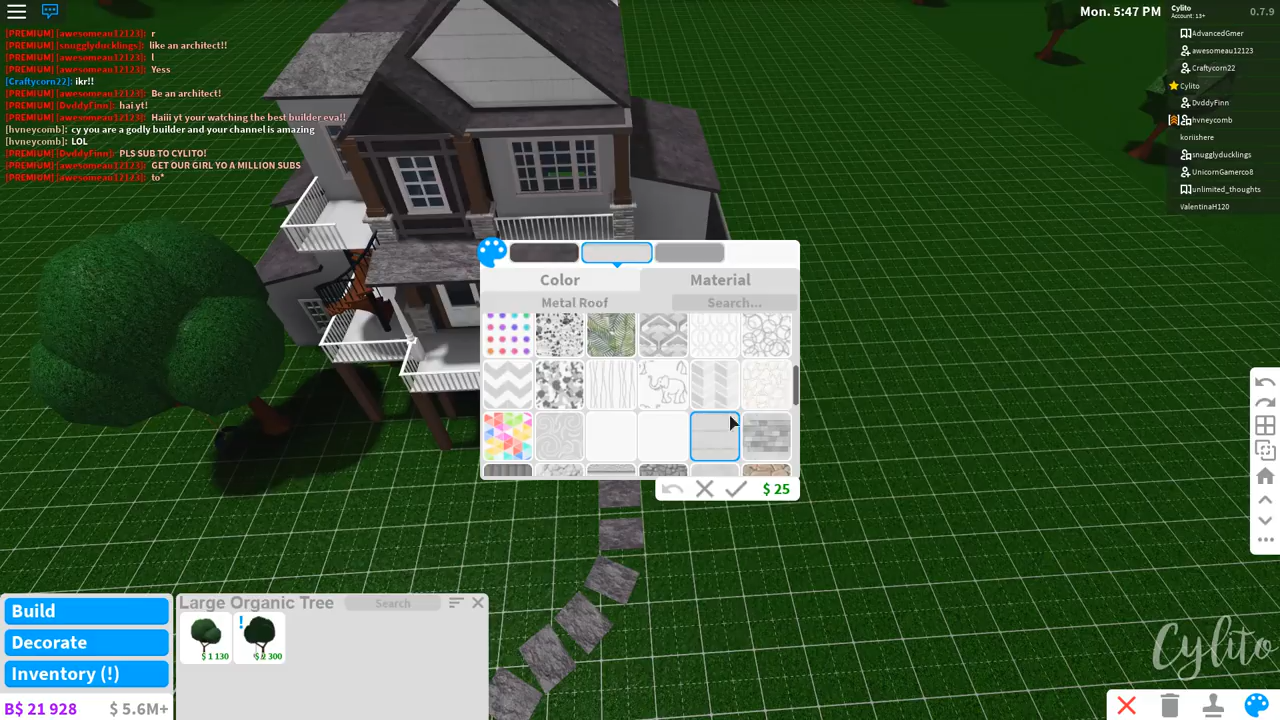 Mon. 5:47 PM
Cylito
Account: 13+
0.7.9
[PREMIUM] [awesomeau12123]: r
[PREMIUM] [snugglyducklings]: like an architect!!
[PREMIUM] [awesomeau12123]: l
[PREMIUM] [awesomeau12123]: Yess
[Craftycorn22]: ikr!!
[PREMIUM] [awesomeau12123]: Be an architect!
[PREMIUM] [DvddyFinn]: hai yt!
[PREMIUM] [awesomeau12123]: Haiii yt your watching the best builder eva!!
[hvneycomb]: cy you are a godly builder and your channel is amazing
[hvneycomb]: LOL
[PREMIUM] [DvddyFinn]: PLS SUB TO CYLITO!
[PREMIUM] [awesomeau12123]: GET OUR GIRL YO A MILLION SUBS
[PREMIUM] [awesomeau12123]: to*
AdvancedGmer
awesomeau12123
Craftycorn22
Cylito
DvddyFinn
hvneycomb
koriishere
snugglyducklings
UnicornGamerco8
unlimited_thoughts
ValentinaH120
Color
Material
Metal Roof
Search...
$ 25
Build
Decorate
Inventory (!)
B$ 21 928
$ 5.6M+
Large Organic Tree
Search
$ 1 130
!
Cylito